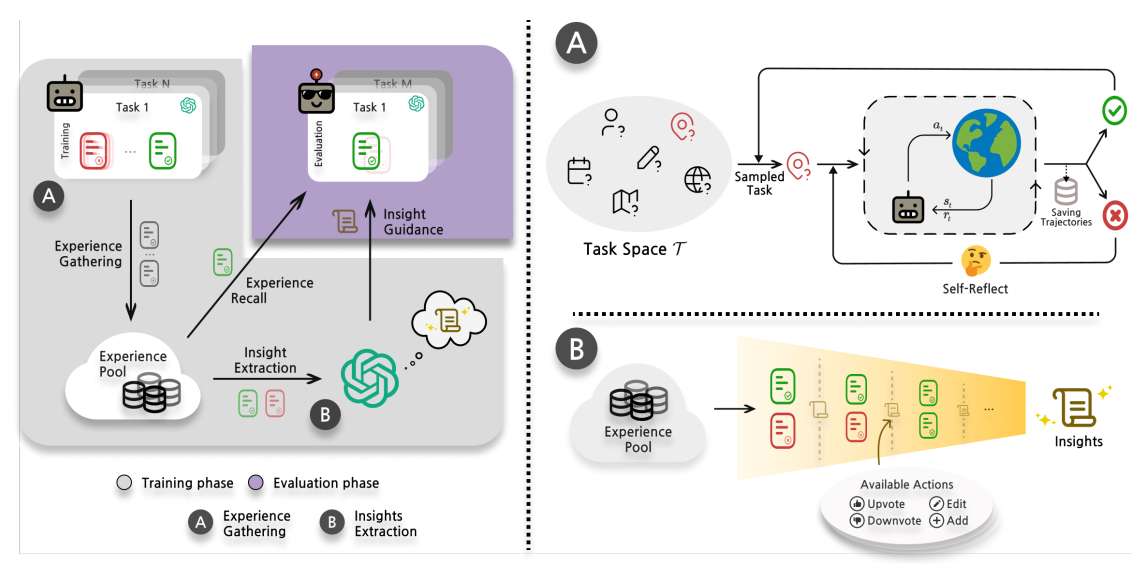 Task N
Task 1
Training
...
A
Experience
Gathering
...
Task M
Task 1
Evaluation
Insight
Guidance
Experience
Recall
Experience
Pool
Insight
Extraction
B
Training phase
Evaluation phase
A
Experience
Gathering
B
Insights
Extraction
A
?
?
?
?
?
?
Task Space 𝒯
Sampled
Task
?
a_t
s_t
r_t
Saving
Trajectories
Self-Reflect
B
Experience
Pool
...
Insights
Available Actions
Upvote
Edit
Downvote
Add